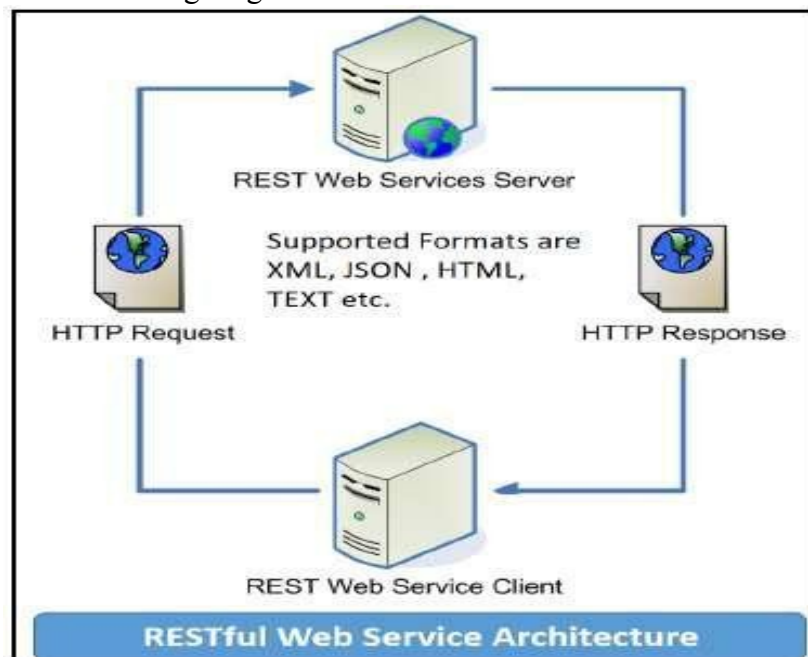 REST Web Services Server
Supported Formats are
XML, JSON , HTML,
TEXT etc.
HTTP Request
HTTP Response
REST Web Service Client
RESTful Web Service Architecture